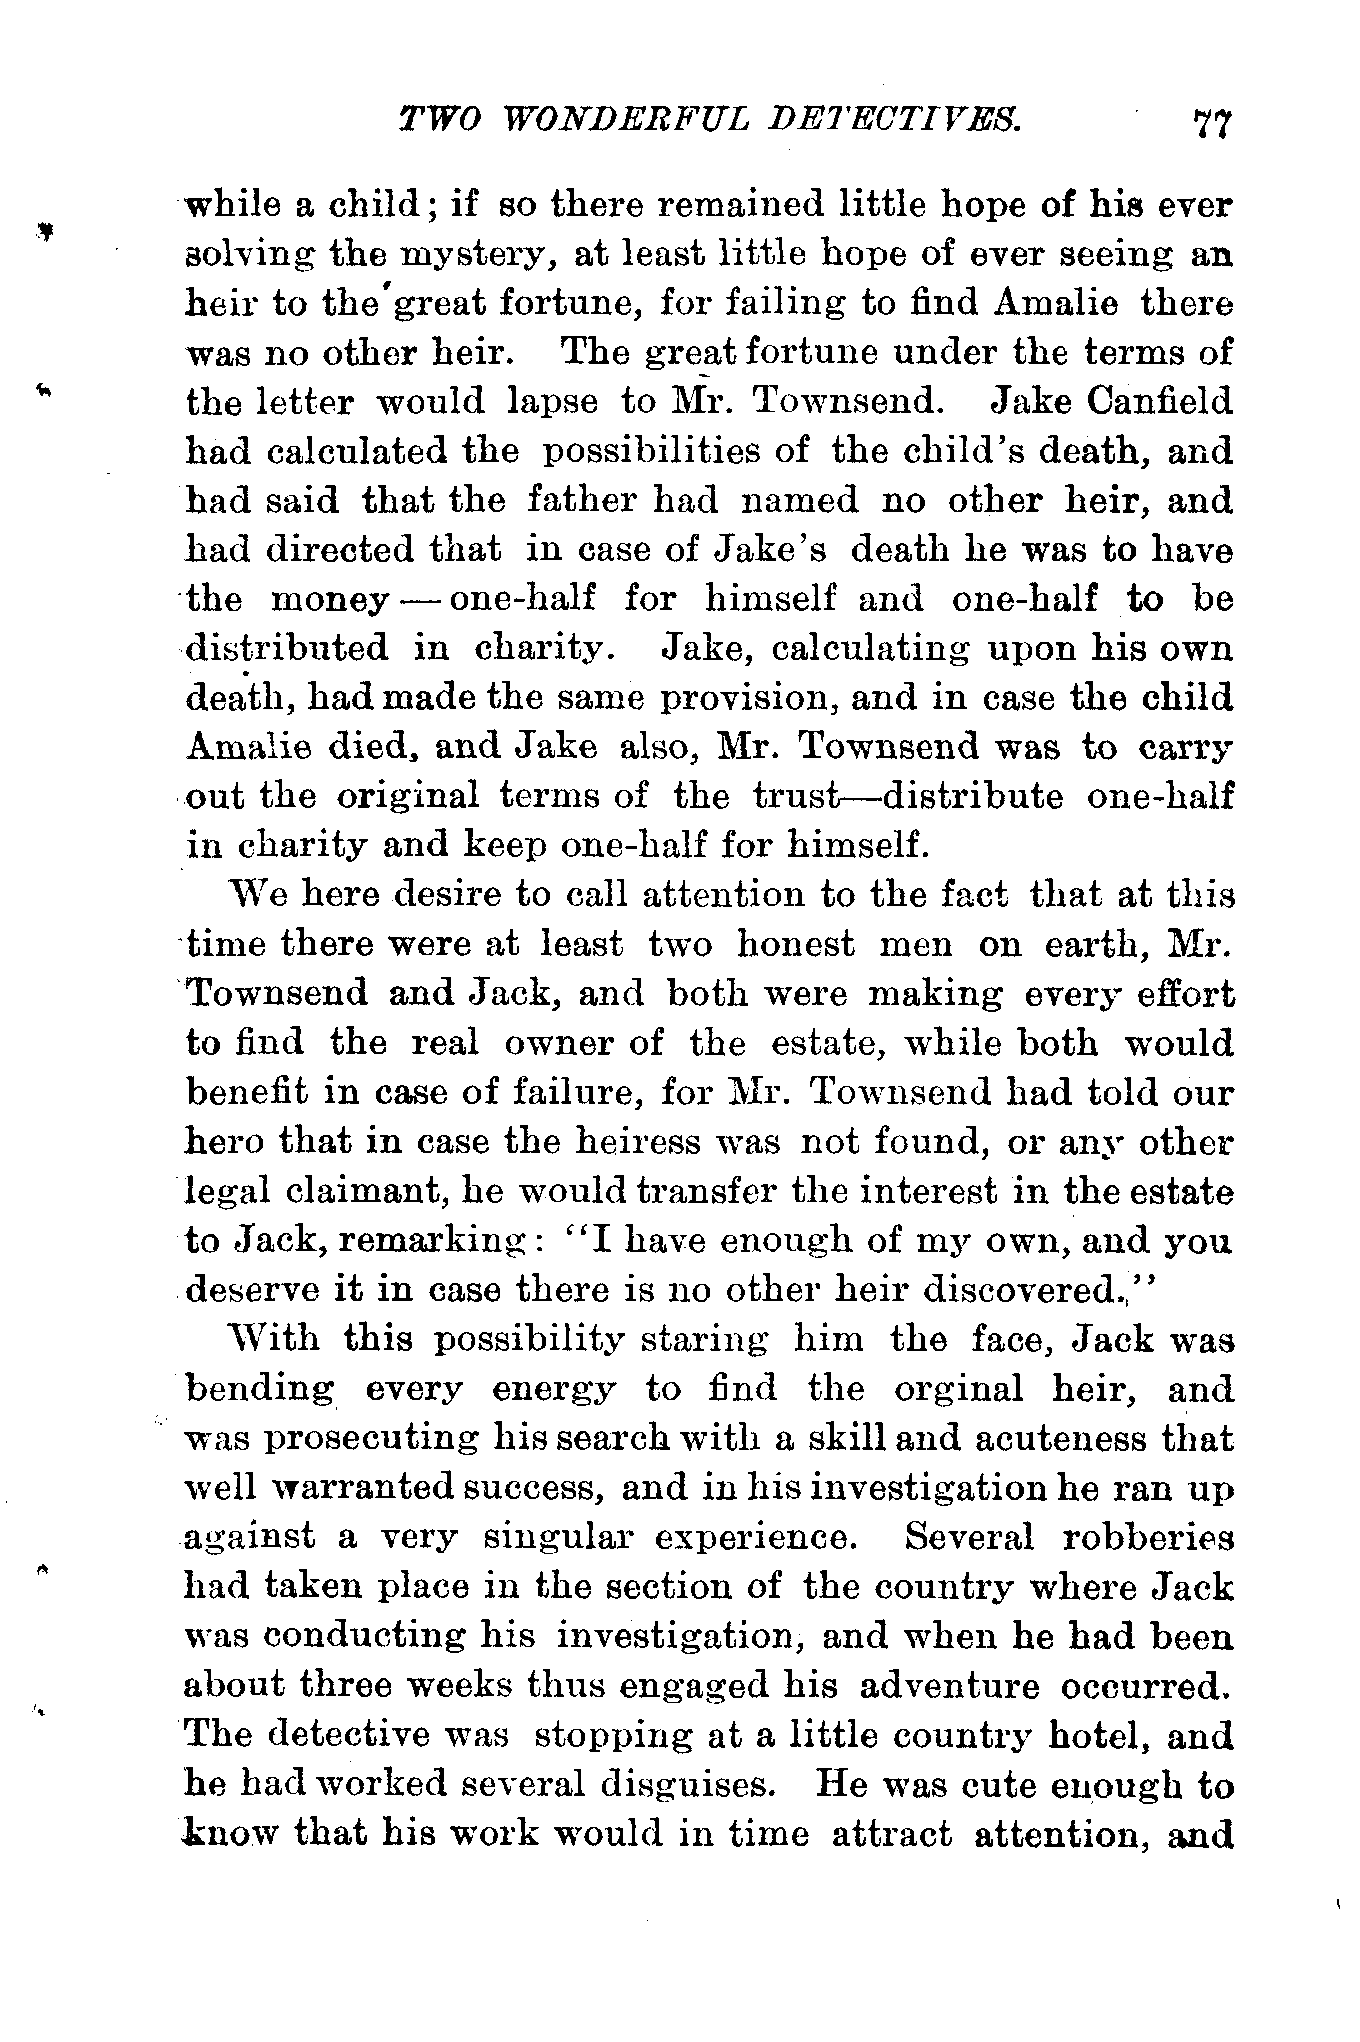 TWO WONDERFUL DETECTIVES. 77
while a child; if so there remained little hope of his ever
solving the mystery, at least little hope of ever seeing an
heir to the great fortune, for failing to find Amalie there
was no other heir. The great fortune under the terms of
the letter would lapse to Mr. Townsend. Jake Canfield
had calculated the possibilities of the child's death, and
had said that the father had named no other heir, and
had directed that in case of Jake's death he was to have
the money — one-half for himself and one-half to be
distributed in charity. Jake, calculating upon his own
death, had made the same provision, and in case the child
Amalie died, and Jake also, Mr. Townsend was to carry
out the original terms of the trust—distribute one-half
in charity and keep one-half for himself.
We here desire to call attention to the fact that at this
time there were at least two honest men on earth, Mr.
Townsend and Jack, and both were making every effort
to find the real owner of the estate, while both would
benefit in case of failure, for Mr. Townsend had told our
hero that in case the heiress was not found, or any other
legal claimant, he would transfer the interest in the estate
to Jack, remarking: "I have enough of my own, and you
deserve it in case there is no other heir discovered."
With this possibility staring him the face, Jack was
bending every energy to find the orginal heir, and
was prosecuting his search with a skill and acuteness that
well warranted success, and in his investigation he ran up
against a very singular experience. Several robberies
had taken place in the section of the country where Jack
was conducting his investigation, and when he had been
about three weeks thus engaged his adventure occurred.
The detective was stopping at a little country hotel, and
he had worked several disguises. He was cute enough to
know that his work would in time attract attention, and